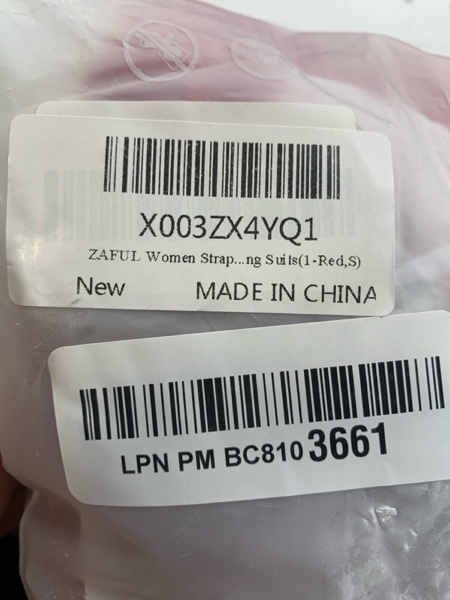 X003ZX4YQ1
ZAFUL Women Strap...ng Suits(1-Red,S)
New MADE IN CHINA
LPN PM BC810 3661